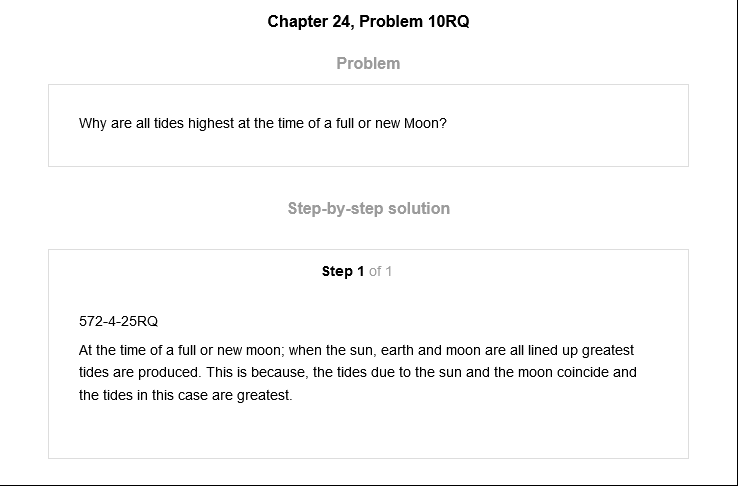 Chapter 24, Problem 10RQ
Problem
Why are all tides highest at the time of a full or new Moon?
Step-by-step solution
Step 1 of 1
572-4-25RQ
At the time of a full or new moon; when the sun, earth and moon are all lined up greatest
tides are produced. This is because, the tides due to the sun and the moon coincide and
the tides in this case are greatest.